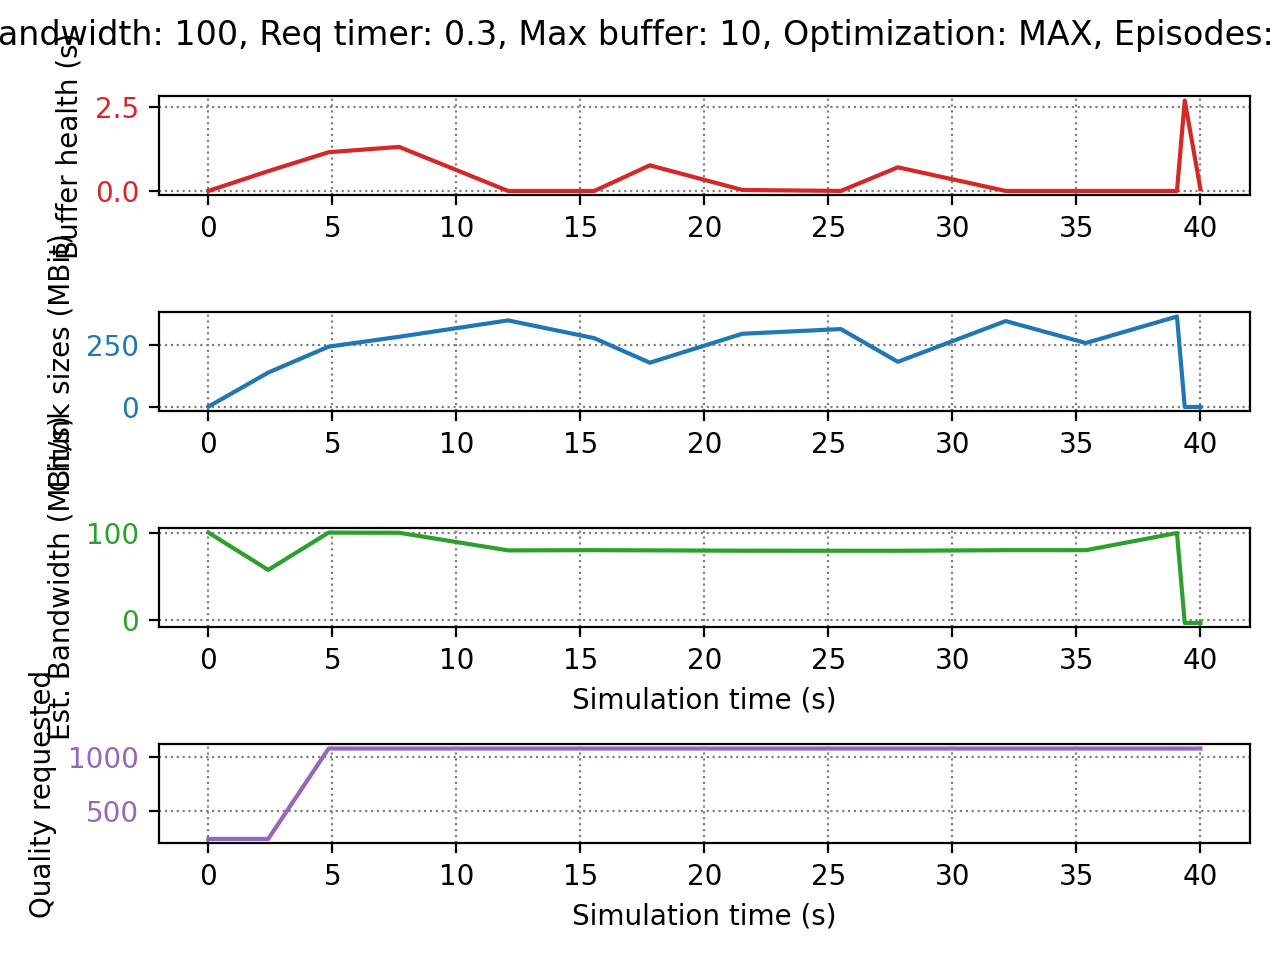 andwidth: 100, Req timer: 0.3, Max buffer: 10, Optimization: MAX, Episodes:
Buffer health (s)
2.5
0.0
0 5 10 15 20 25 30 35 40
Chunk sizes (MBit)
250
0
0 5 10 15 20 25 30 35 40
Est. Bandwidth (MBit/s)
100
0
0 5 10 15 20 25 30 35 40
Simulation time (s)
Quality requested
1000
500
0 5 10 15 20 25 30 35 40
Simulation time (s)